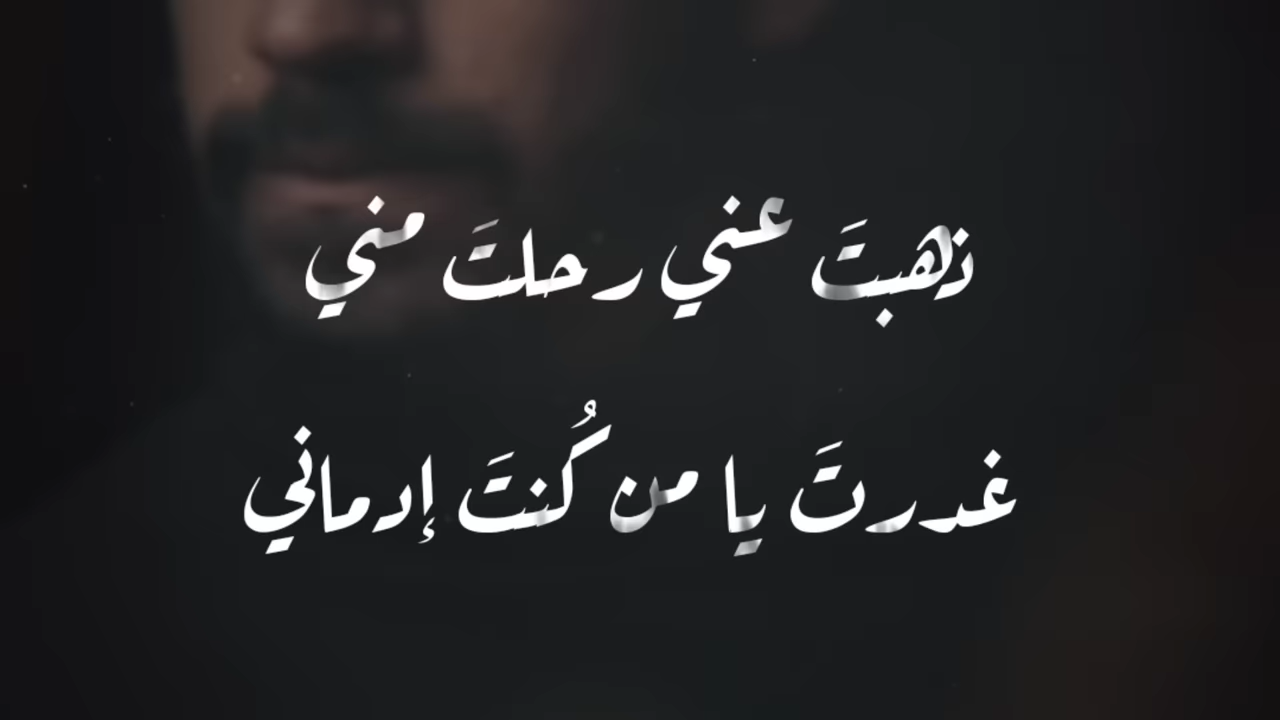 ذهبتَ عني رحلتَ مني
غدرتَ يا من كُنتَ إدماني